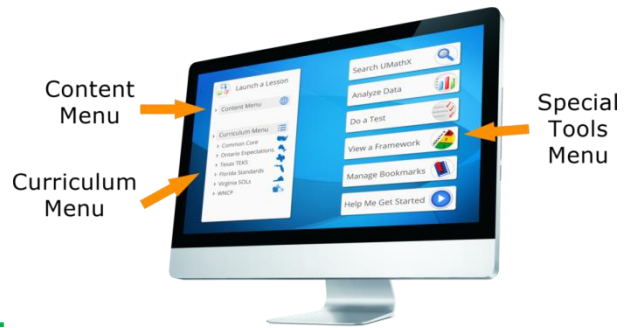 Content
Menu
Curriculum
Menu
Launch a Lesson
Content Menu
Curriculum Menu
Common Core
Ontario Expectations
Texas TEKS
Florida Standards
Virginia SOLs
WNCP
Search UMathX
Analyze Data
Do a Test
View a Framework
Manage Bookmarks
Help Me Get Started
Special
Tools
Menu